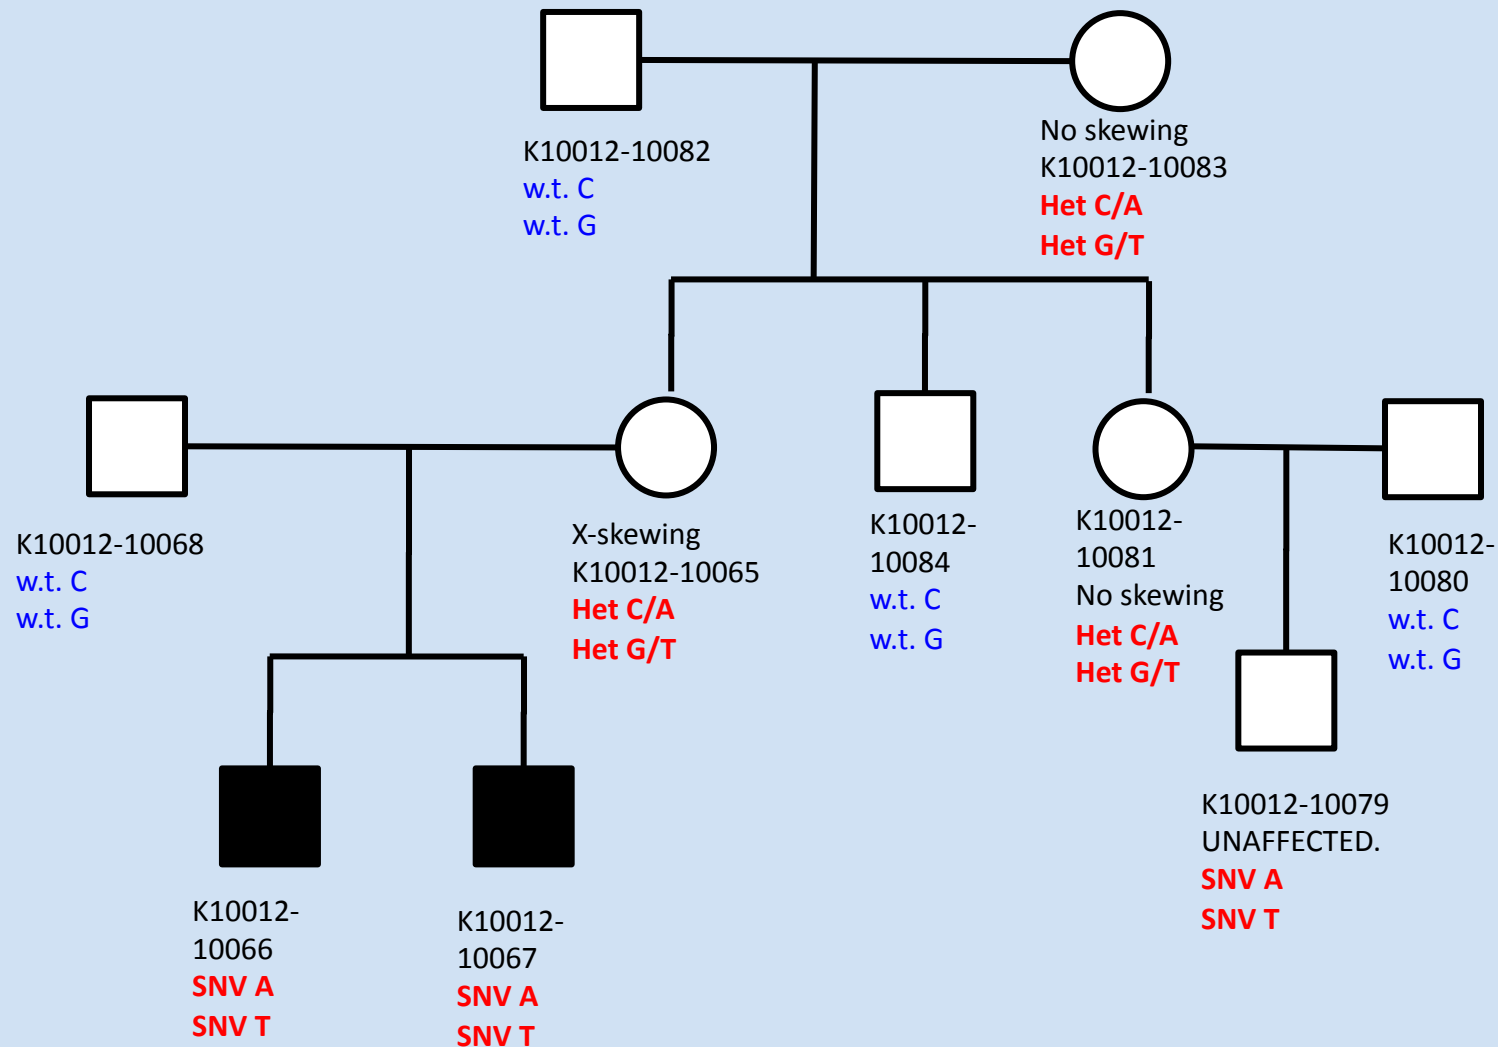 K10012-10082
w.t. C
w.t. G
No skewing
K10012-10083
Het C/A
Het G/T
K10012-10068
w.t. C
w.t. G
X-skewing
K10012-10065
Het C/A
Het G/T
K10012-
10084
w.t. C
w.t. G
K10012-
10081
No skewing
Het C/A
Het G/T
K10012-
10080
w.t. C
w.t. G
K10012-
10066
SNV A
SNV T
K10012-
10067
SNV A
SNV T
K10012-10079
UNAFFECTED.
SNV A
SNV T